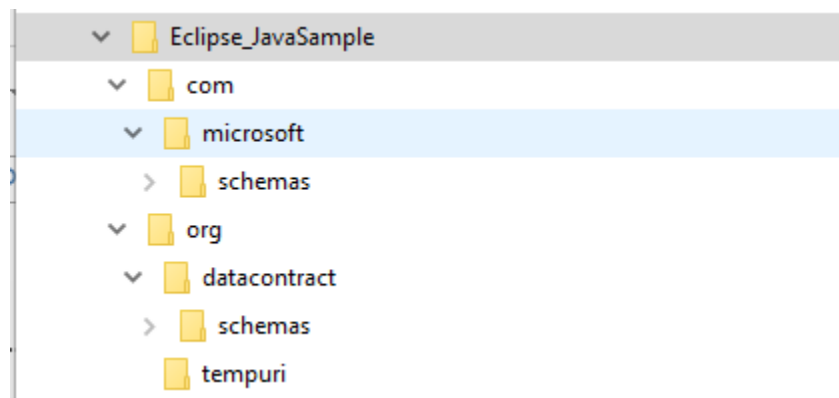 Eclipse_JavaSample
com
microsoft
schemas
org
datacontract
schemas
tempuri